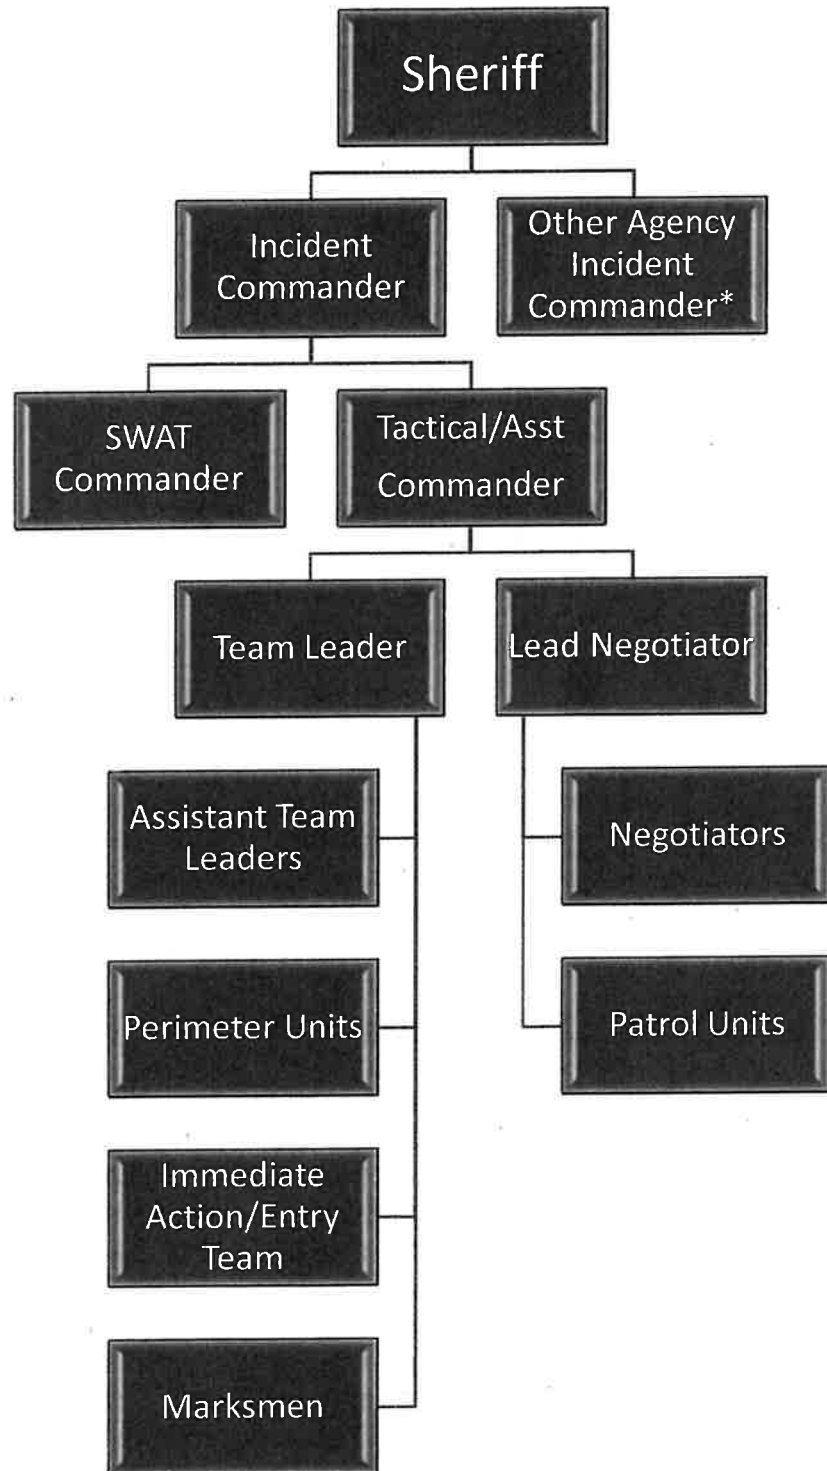 Sheriff
Incident
Commander
Other Agency
Incident
Commander*
SWAT
Commander
Tactical/Asst
Commander
Team Leader
Lead Negotiator
Assistant Team
Leaders
Negotiators
Perimeter Units
Patrol Units
Immediate
Action/Entry
Team
Marksmen